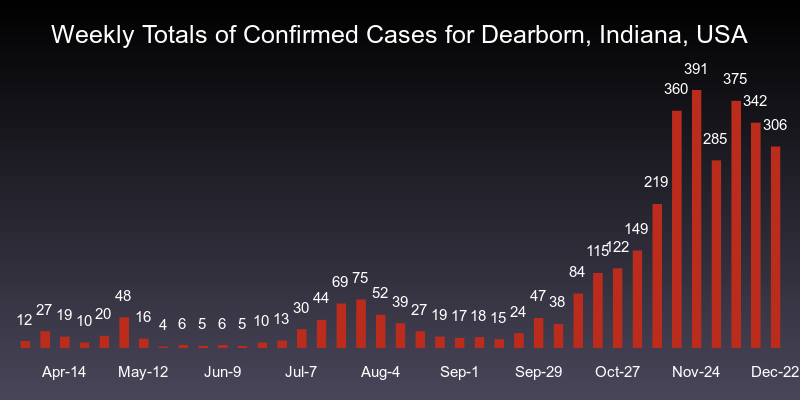 Weekly Totals of Confirmed Cases for Dearborn, Indiana, USA
12 27 19 10 20 48 16 4 6 5 6 5 10 13 30 44 69 75 52 39 27 19 17 18 15 24 47 38 84 115 122 149 219 360 391 285 375 342 306
Apr-14 May-12 Jun-9 Jul-7 Aug-4 Sep-1 Sep-29 Oct-27 Nov-24 Dec-22